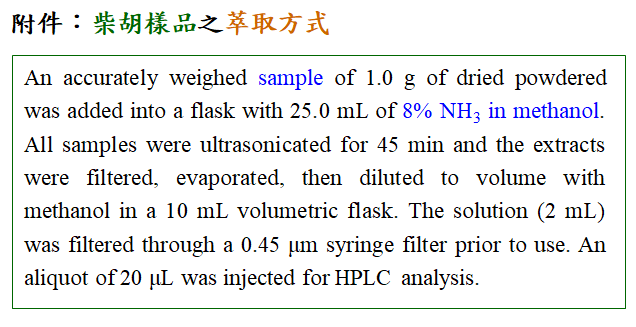 附件：柴胡樣品之萃取方式
An accurately weighed sample of 1.0 g of dried powdered
was added into a flask with 25.0 mL of 8% NH₃ in methanol.
All samples were ultrasonicated for 45 min and the extracts
were filtered, evaporated, then diluted to volume with
methanol in a 10 mL volumetric flask. The solution (2 mL)
was filtered through a 0.45 μm syringe filter prior to use. An
aliquot of 20 μL was injected for HPLC analysis.